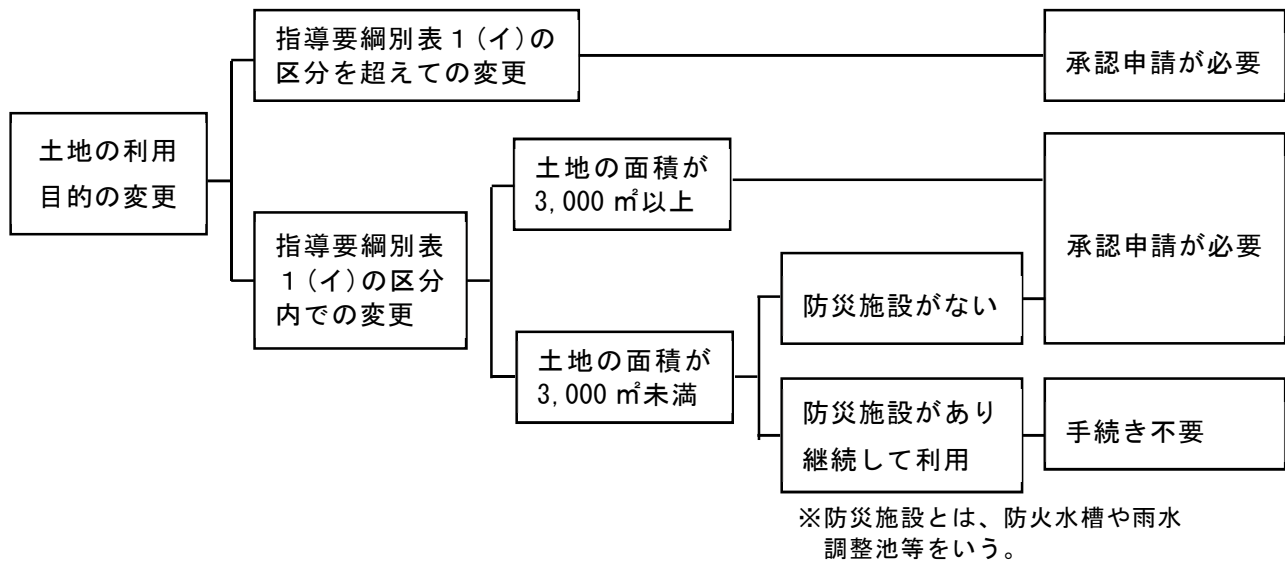 指導要綱別表１(イ)の
区分を超えての変更
承認申請が必要
土地の利用
目的の変更
土地の面積が
3,000㎡以上
指導要綱別表
１(イ)の区分
内での変更
承認申請が必要
防災施設がない
土地の面積が
3,000㎡未満
防災施設があり
継続して利用
手続き不要
※防災施設とは、防火水槽や雨水
調整池等をいう。